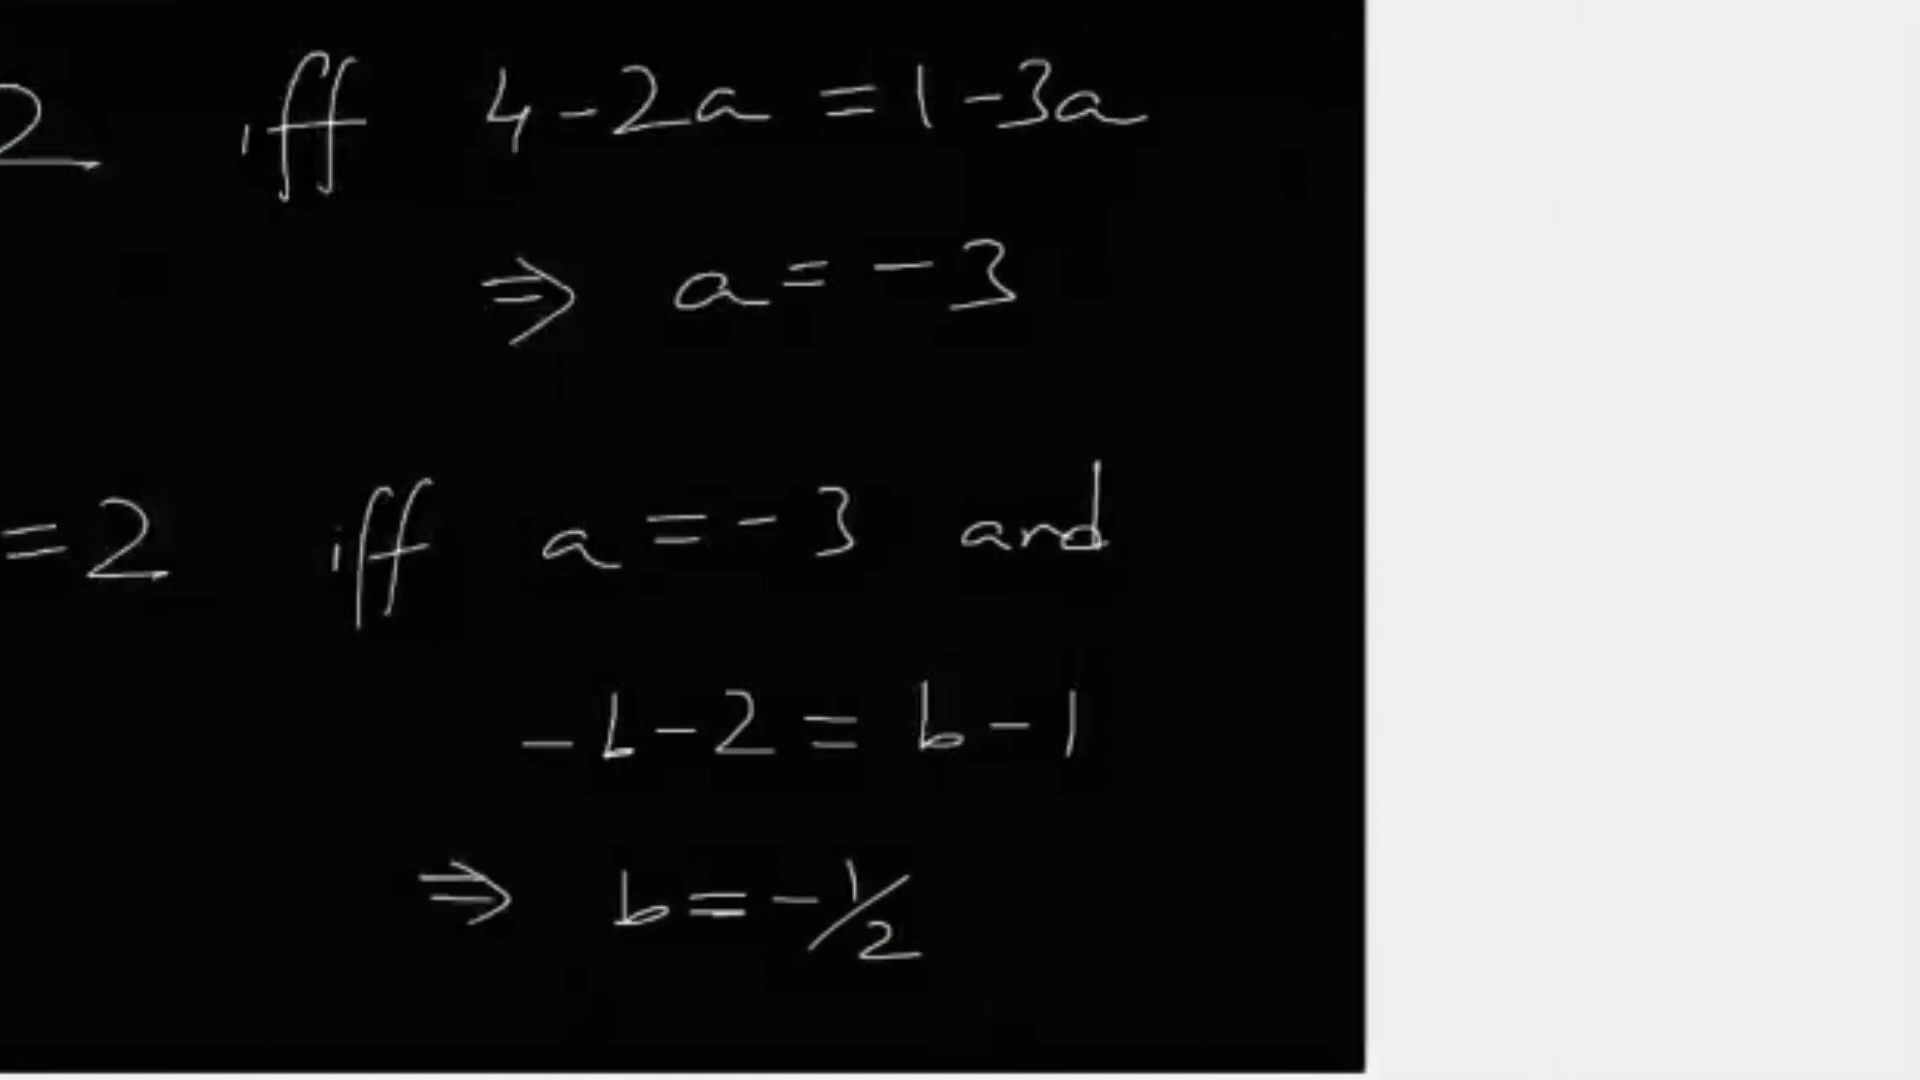 2 iff 4-2a = 1-3a
⇒ a = -3
=2 iff a = -3 and
-b-2 = b-1
⇒ b = -1/2